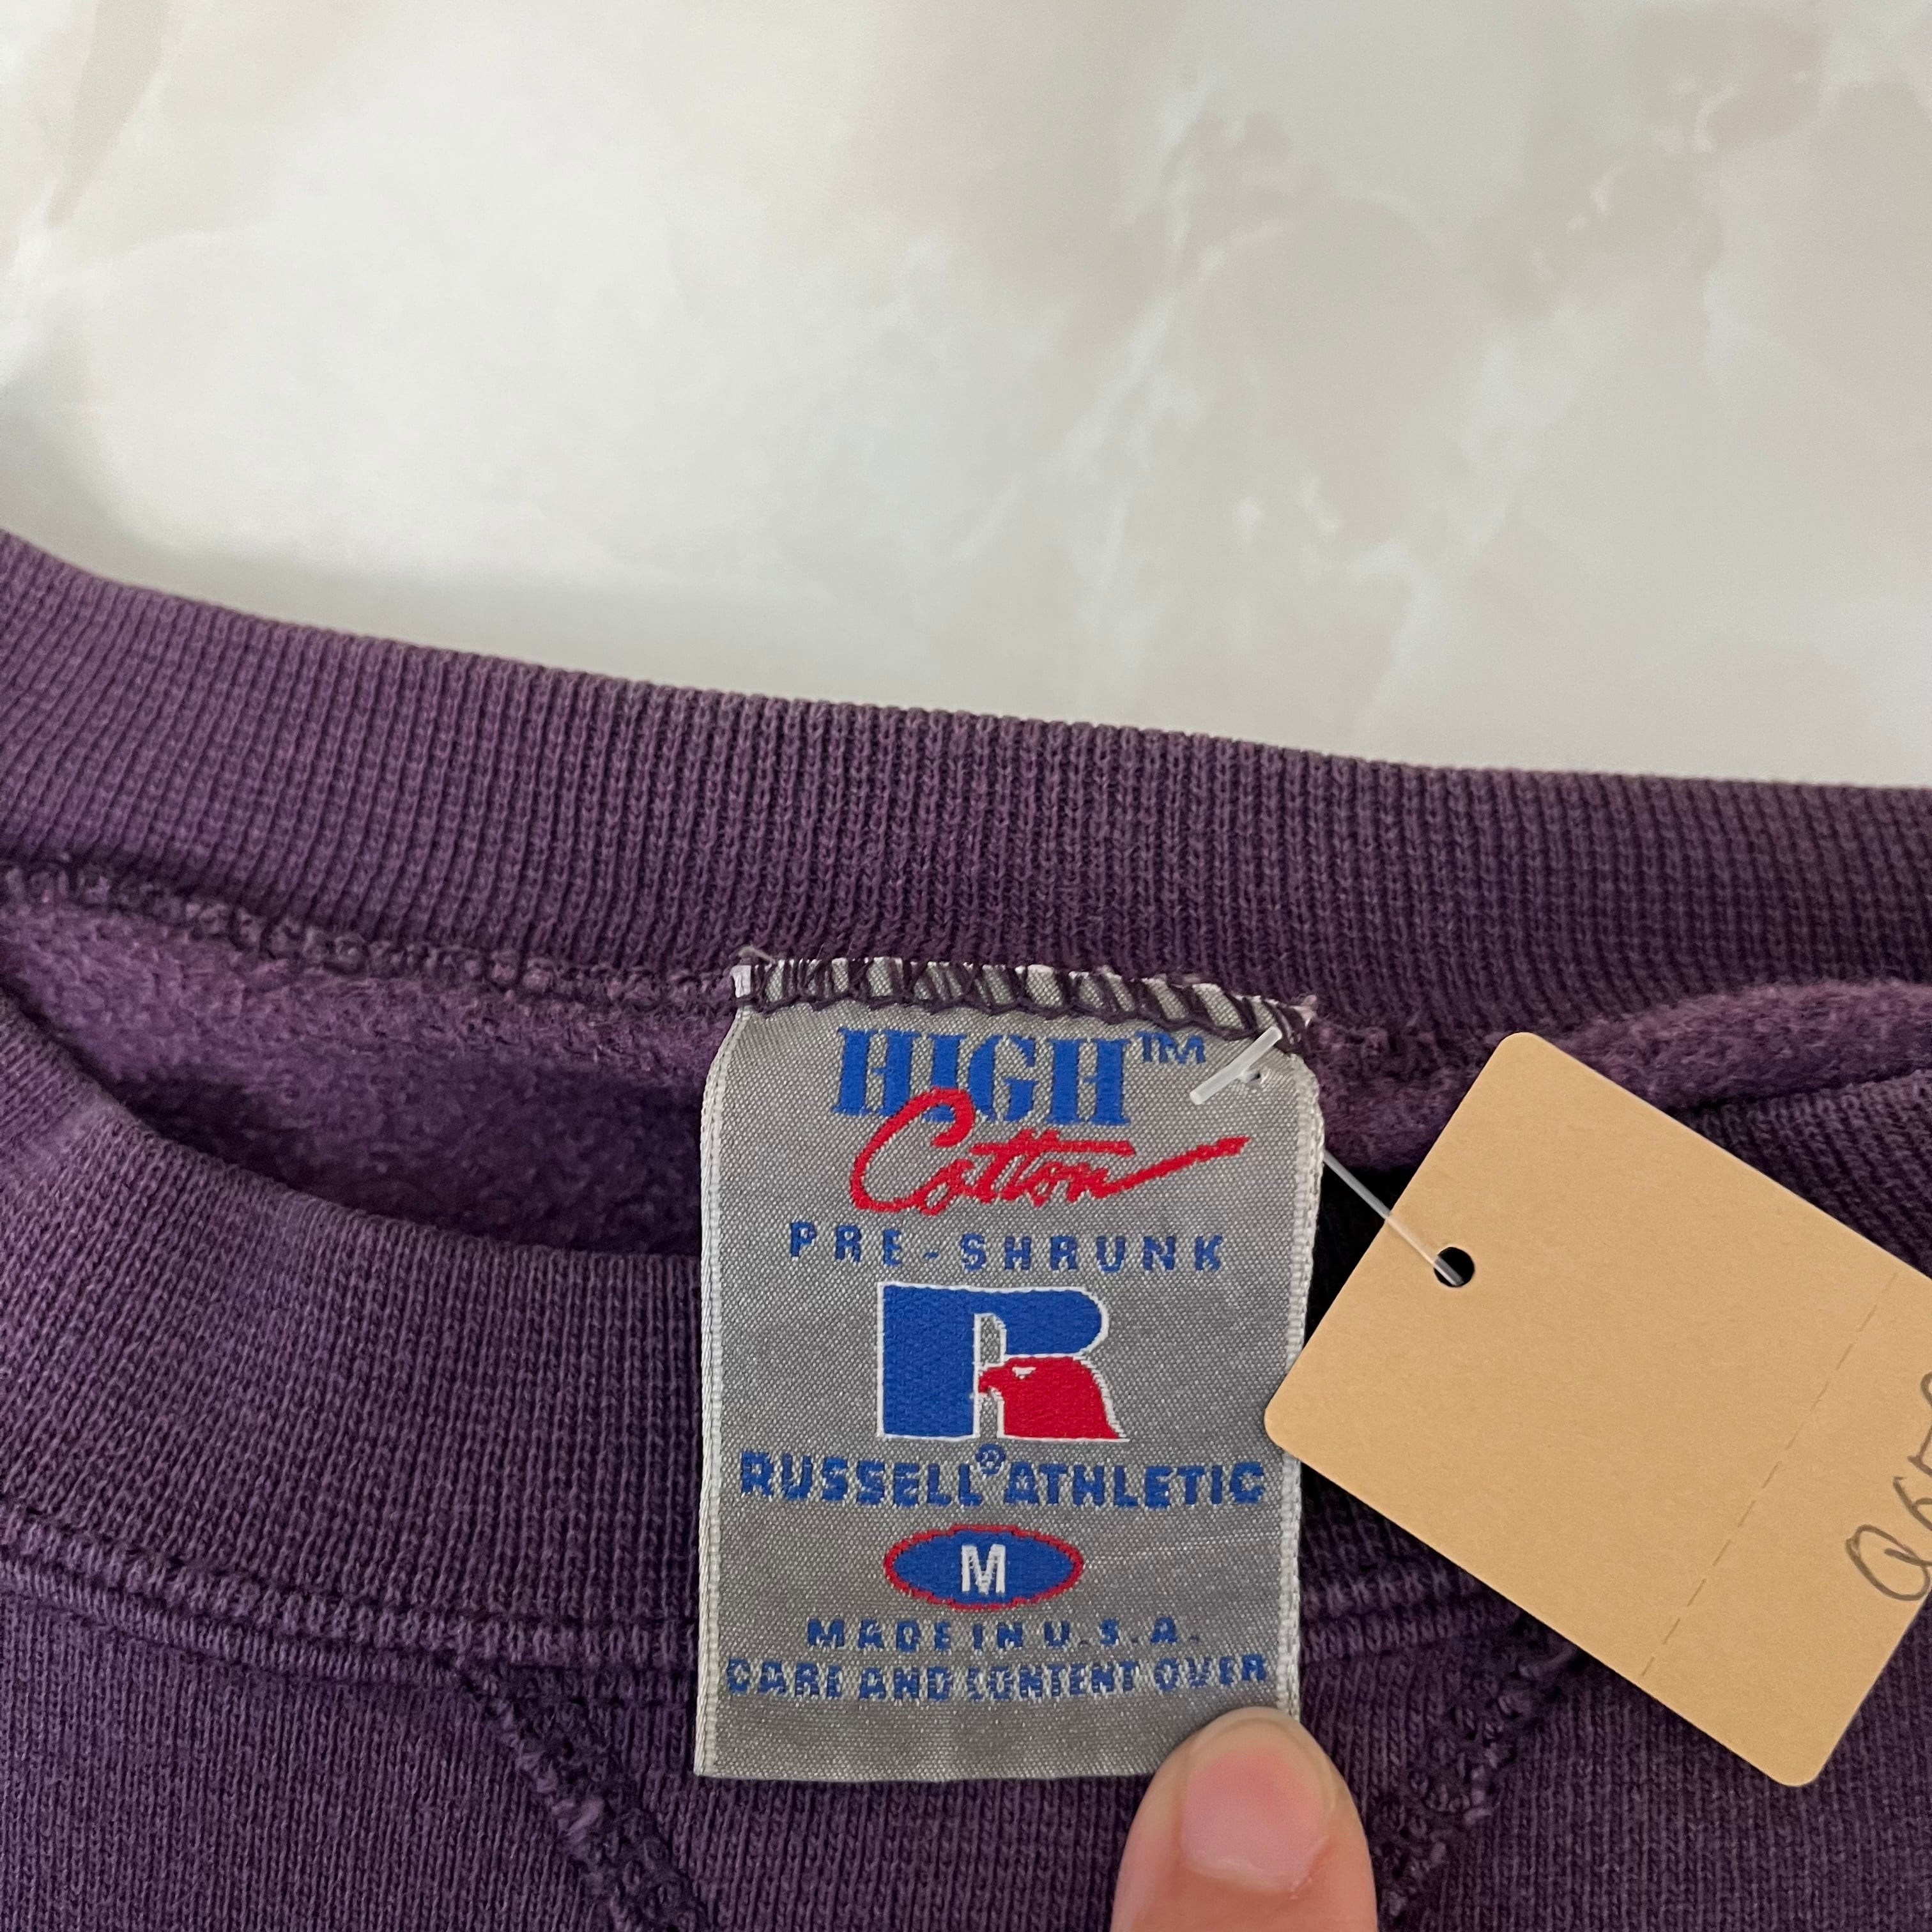 HIGH™
Cotton
PRE-SHRUNK
R
RUSSELL® ATHLETIC
M
MADE IN U.S.A.
CARE AND CONTENT OVER